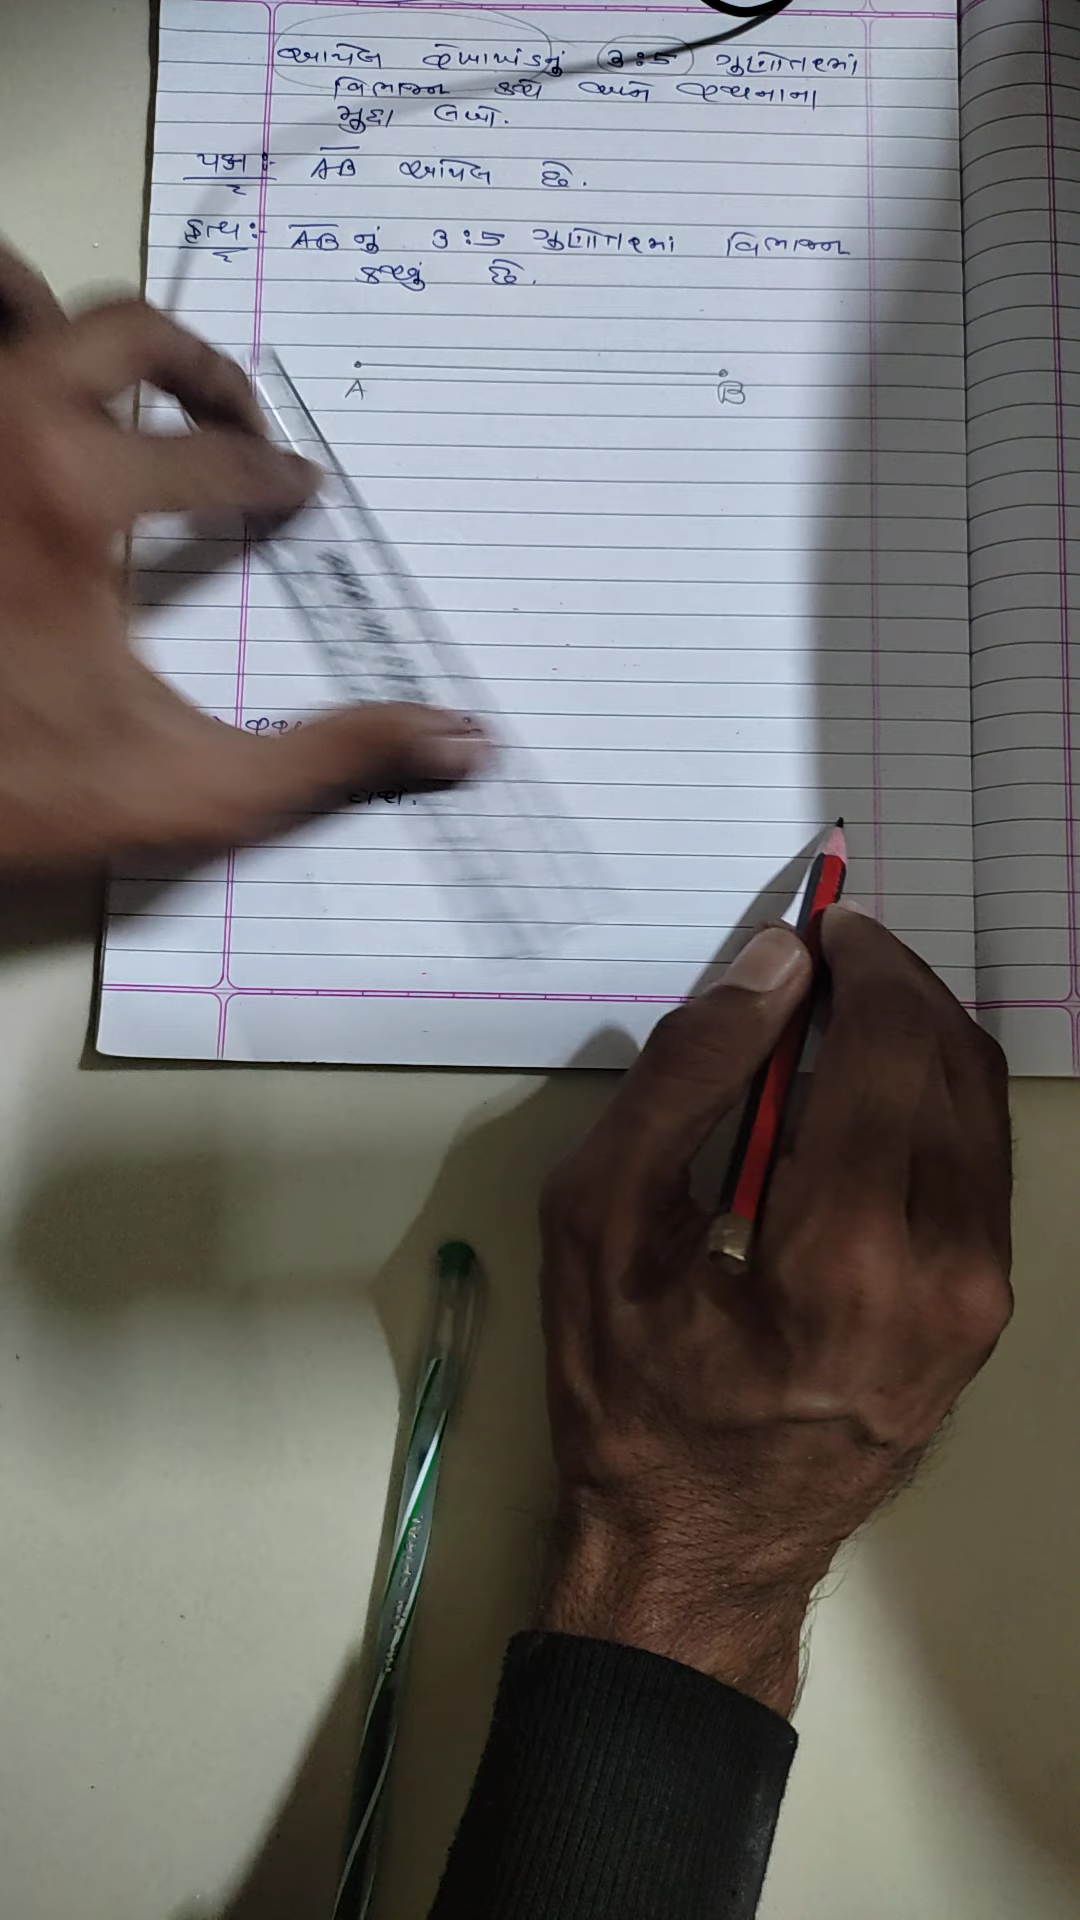 આપેલ રેખાખંડનું 3:5 ગુણોત્તરમાં
વિભાજન કરો અને રચનાના
મુદ્દા લખો.
પક્ષ :- AB આપેલ છે.
સાધ્ય :- AB નું 3:5 ગુણોત્તરમાં વિભાજન
કરવું છે.
A B